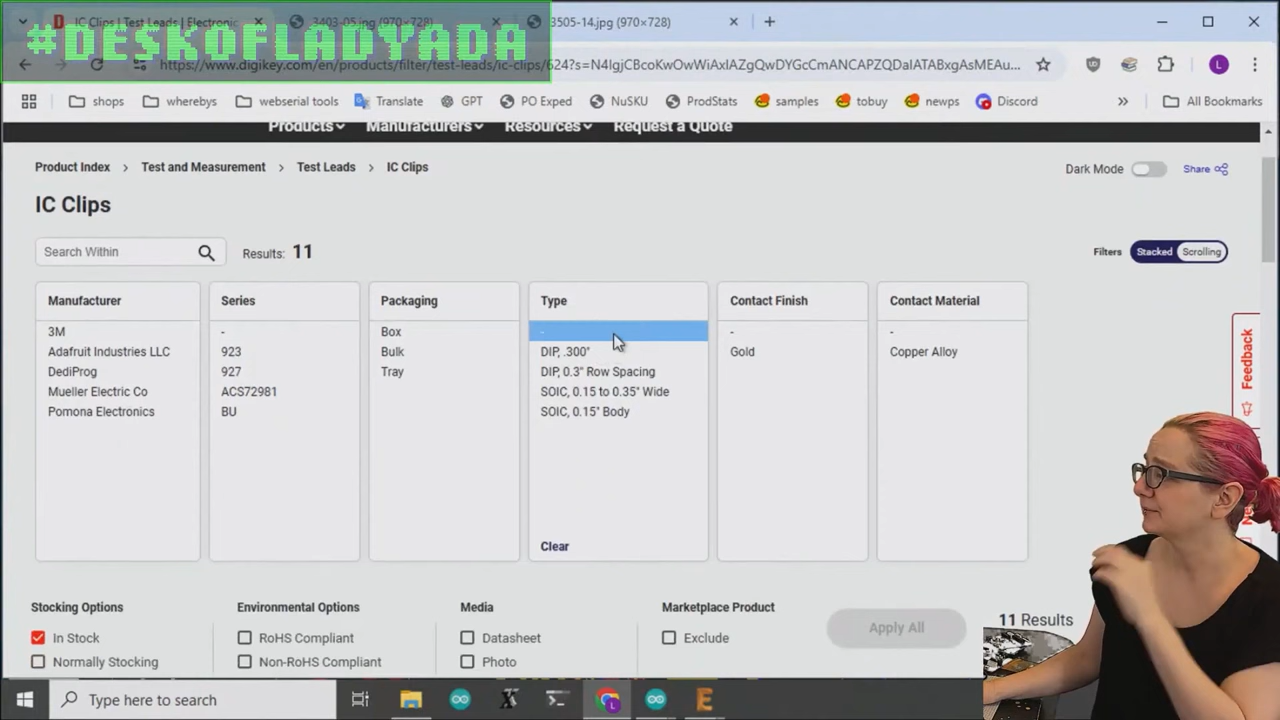 IC Clips | Test Leads | Electronic
3403-05.jpg (970×728)
3505-14.jpg (970×728)
#DESKOFLADYADA
https://www.digikey.com/en/products/filter/test-leads/ic-clips/624?s=N4IgjCBcoKwOwWiAxlAZgQwDYGcCmANCAPZQDaIATABxgAsMEAu...
shops
whereby
webserial tools
Translate
GPT
PO Exped
NuSKU
ProdStats
samples
tobuy
newps
Discord
»
All Bookmarks
Products
Manufacturers
Resources
Request a Quote
Product Index > Test and Measurement > Test Leads > IC Clips
Dark Mode
Share
IC Clips
Search Within
Results: 11
Filters
Stacked
Scrolling
Manufacturer
3M
Adafruit Industries LLC
DediProg
Mueller Electric Co
Pomona Electronics
Series
-
923
927
ACS72981
BU
Packaging
Box
Bulk
Tray
Type
-
DIP, .300"
DIP, 0.3" Row Spacing
SOIC, 0.15 to 0.35" Wide
SOIC, 0.15" Body
Clear
Contact Finish
-
Gold
Contact Material
-
Copper Alloy
Feedback
Stocking Options
In Stock
Normally Stocking
Environmental Options
RoHS Compliant
Non-RoHS Compliant
Media
Datasheet
Photo
Marketplace Product
Exclude
Apply All
11 Results
Type here to search